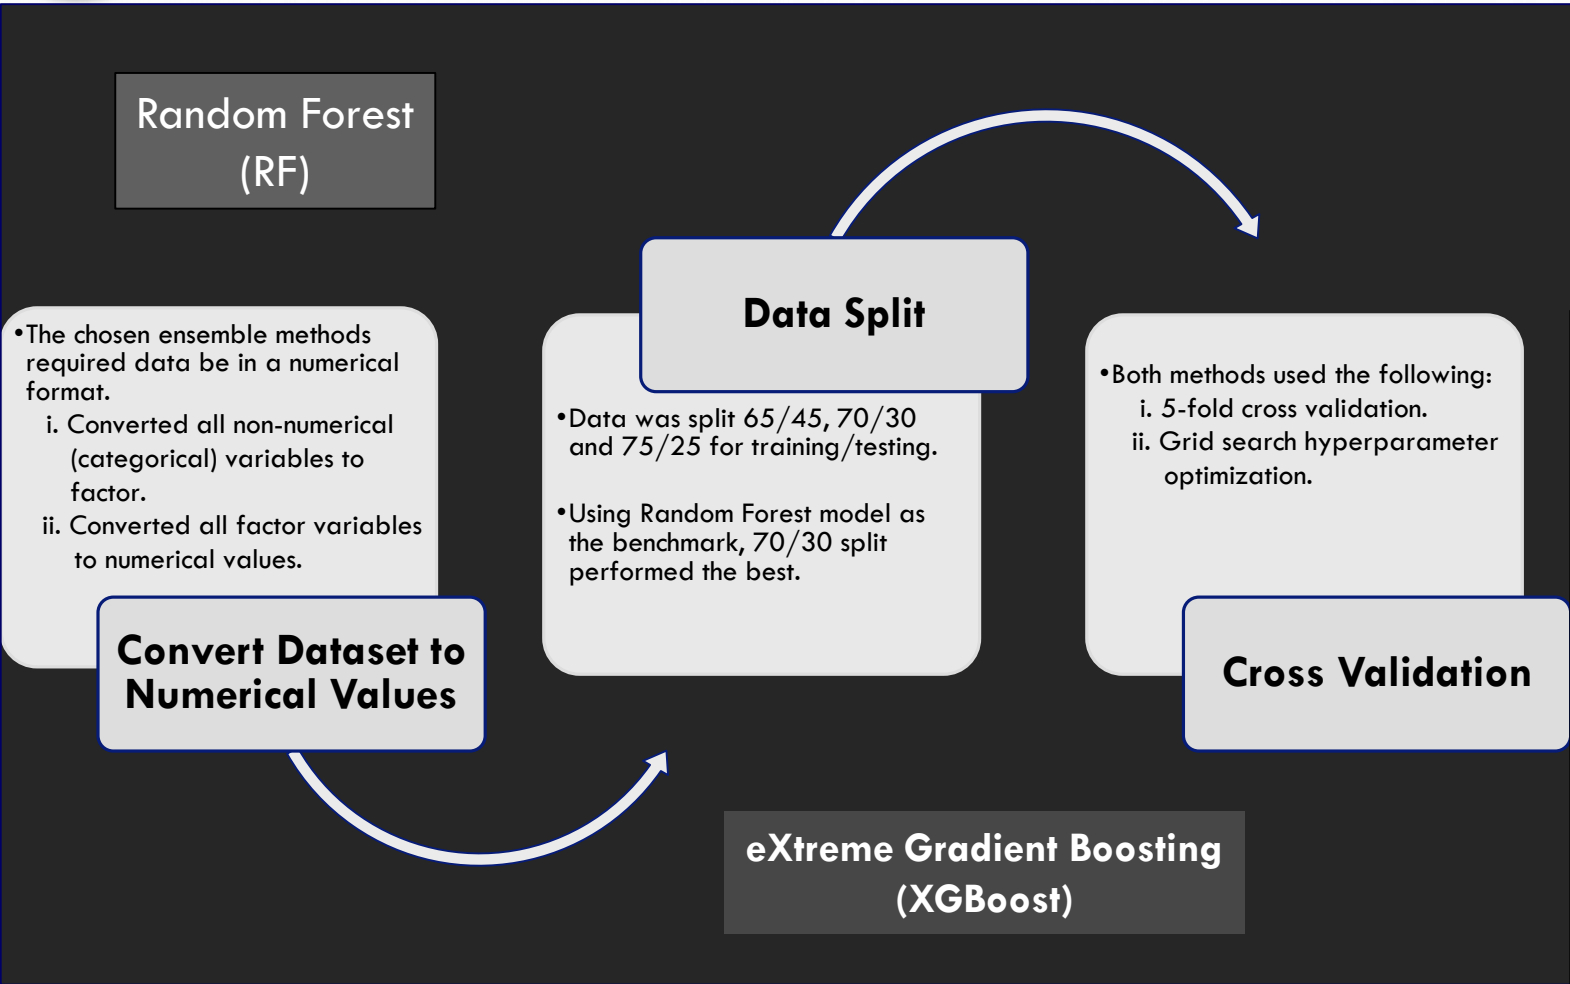 Random Forest
(RF)
•The chosen ensemble methods
required data be in a numerical
format.
i. Converted all non-numerical
(categorical) variables to
factor.
ii. Converted all factor variables
to numerical values.
Convert Dataset to
Numerical Values
Data Split
•Data was split 65/45, 70/30
and 75/25 for training/testing.
•Using Random Forest model as
the benchmark, 70/30 split
performed the best.
•Both methods used the following:
i. 5-fold cross validation.
ii. Grid search hyperparameter
optimization.
Cross Validation
eXtreme Gradient Boosting
(XGBoost)